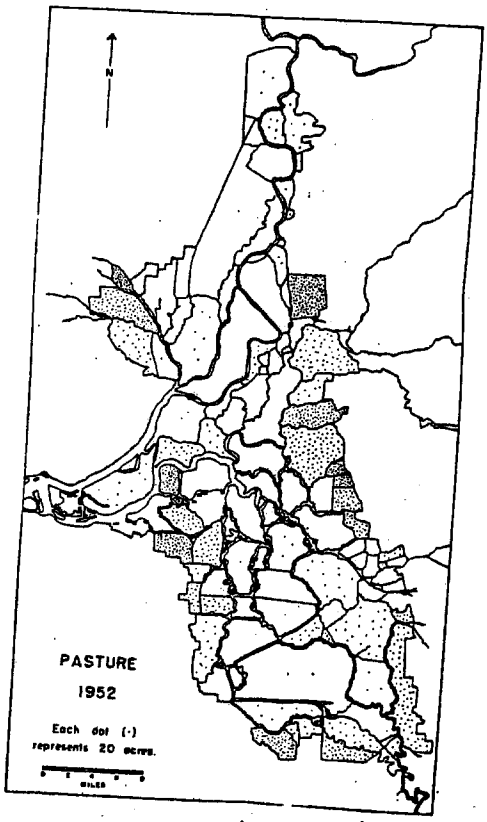 N
PASTURE
1952
Each dot (·)
represents 20 acres.
MILES